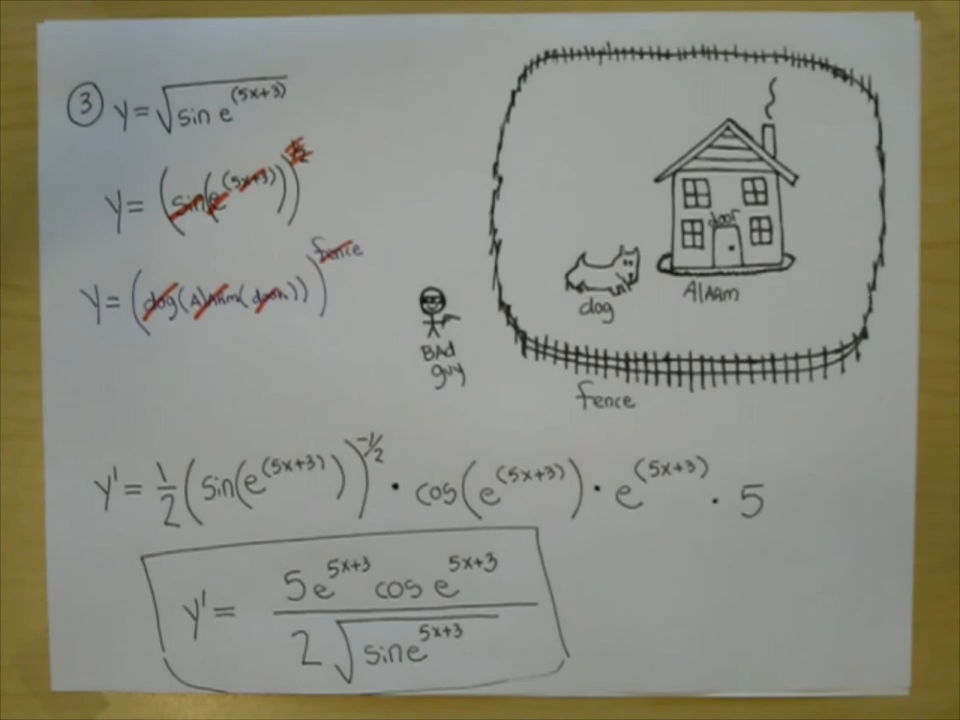 ③ y = √(sin e^(5x+3))
y = (sin(e^(5x+3)))^½
y = (dog(Alarm(door)))^fence
door
dog
Alarm
BAd
guy
fence
y' = 1/2 (sin(e^(5x+3)))^-1/2 · cos(e^(5x+3)) · e^(5x+3) · 5
y' = 5e^5x+3 cos e^5x+3 / 2√(sin e^5x+3)